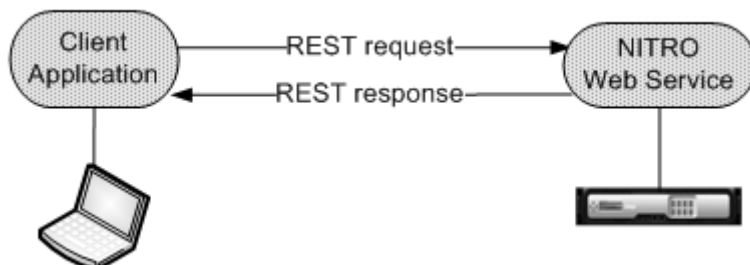 Client
Application
REST request
REST response
NITRO
Web Service